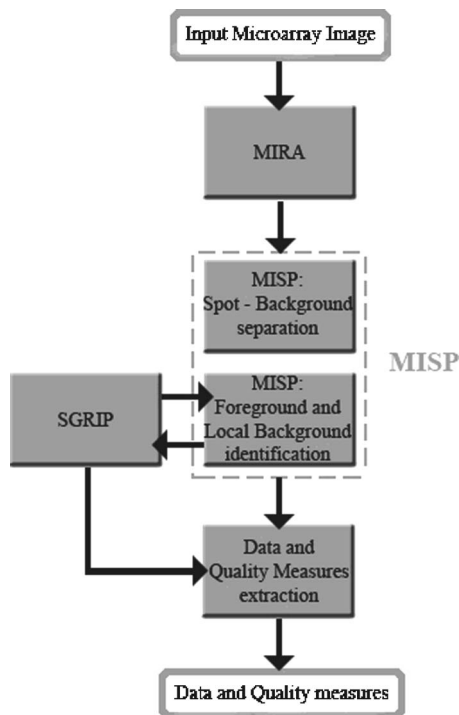 Input Microarray Image
MIRA
MISP:
Spot - Background
separation
MISP
MISP:
Foreground and
Local Background
identification
SGRIP
Data and
Quality Measures
extraction
Data and Quality measures